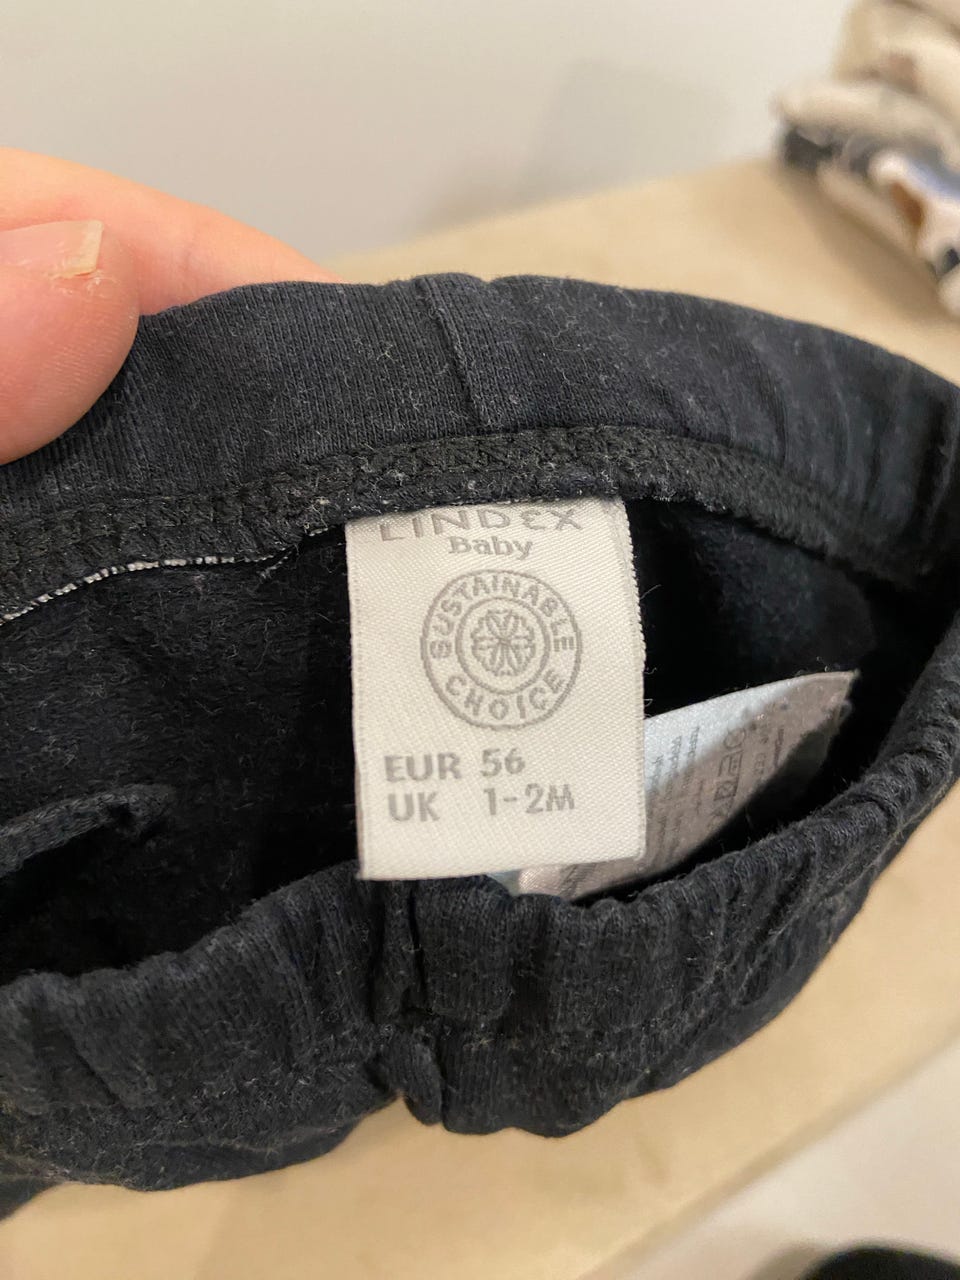 LINDEX
Baby
SUSTAINABLE
CHOICE
EUR 56
UK 1-2M